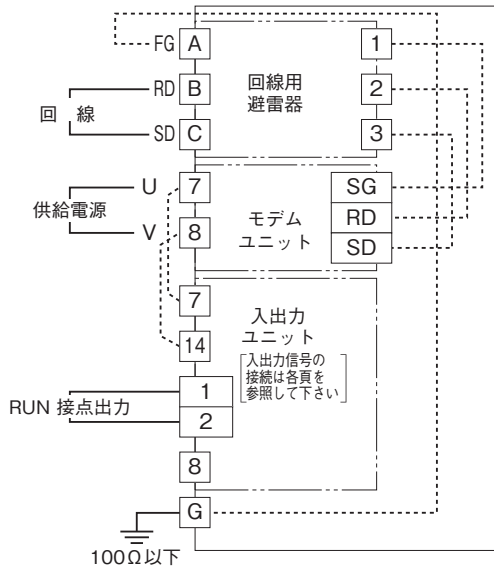 FG A 1
回線用
避雷器
RD B 2
回 線
SD C 3
U 7 SG
供給電源
モデム
ユニット
RD
V 8
SD
7
入出力
ユニット
14
入出力信号の
接続は各頁を
参照して下さい
1
RUN 接点出力
2
8
G
100Ω以下